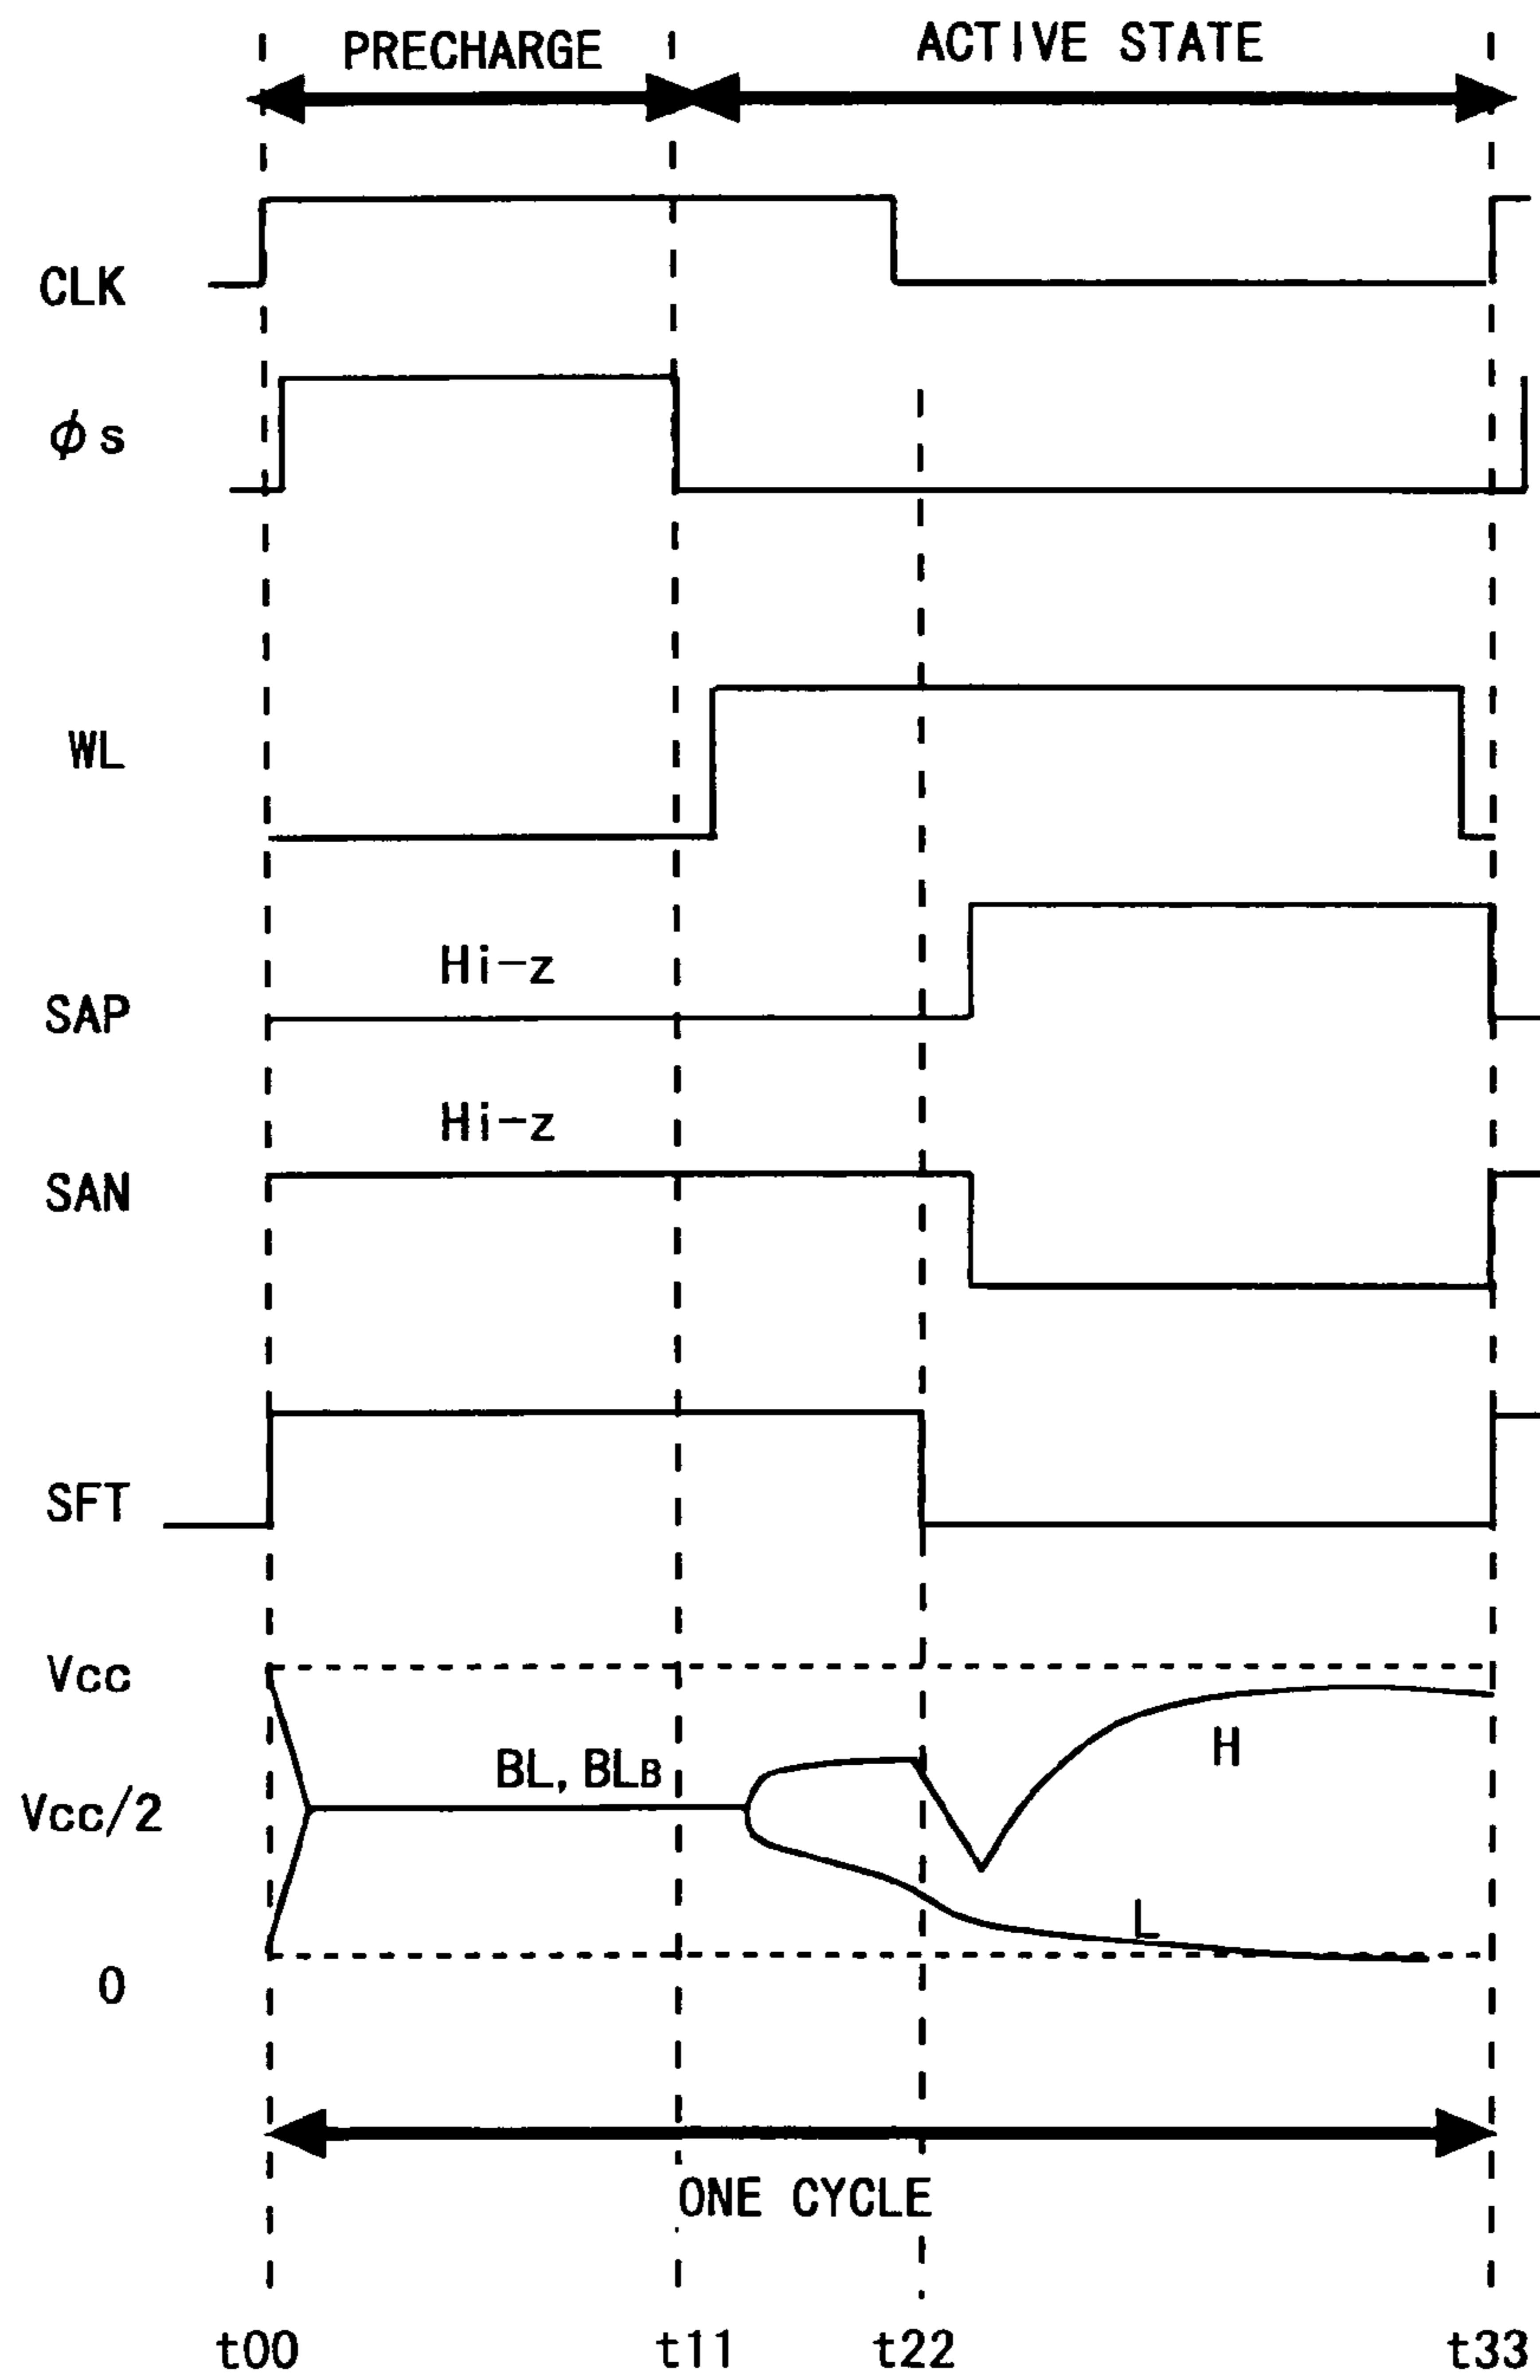 PRECHARGE
ACTIVE STATE
CLK
φs
WL
Hi-z
SAP
Hi-z
SAN
SFT
Vcc
H
BL, BLB
Vcc/2
L
0
ONE CYCLE
t00 t11 t22 t33